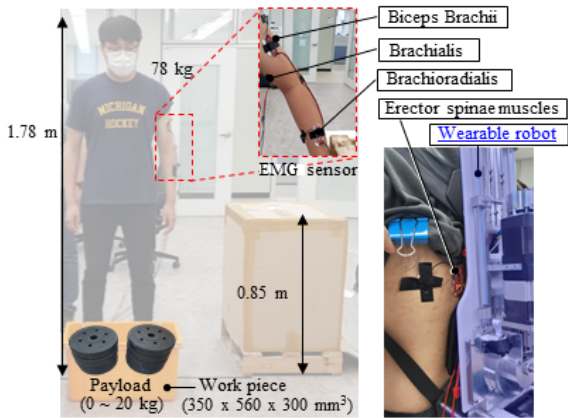 Biceps Brachii
Brachialis
Brachioradialis
Erector spinae muscles
Wearable robot
78 kg
1.78 m
MICHIGAN
HOCKEY
EMG sensor
0.85 m
Payload
(0 ~ 20 kg)
Work piece
(350 x 560 x 300 mm³)